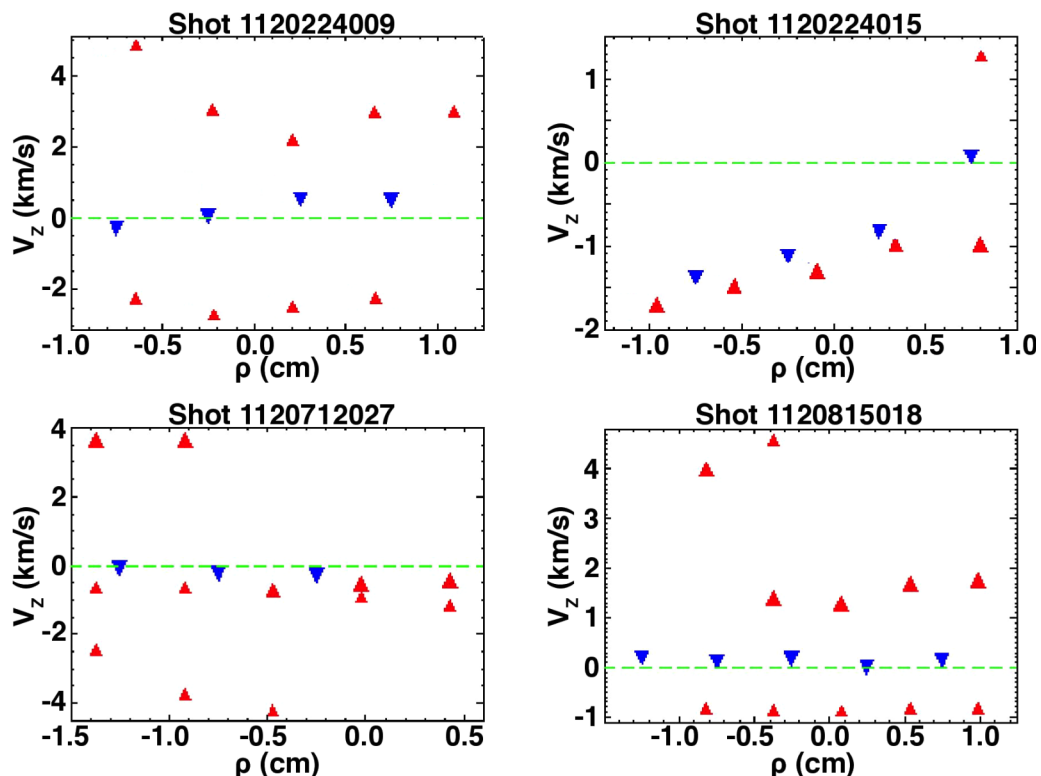 Shot 1120224009
4
2
0
-2
V_z (km/s)
-1.0 -0.5 0.0 0.5 1.0
ρ (cm)
Shot 1120224015
1
0
-1
-2
V_z (km/s)
-1.0 -0.5 0.0 0.5 1.0
ρ (cm)
Shot 1120712027
4
2
0
-2
-4
V_z (km/s)
-1.5 -1.0 -0.5 0.0 0.5
ρ (cm)
Shot 1120815018
4
3
2
1
0
-1
V_z (km/s)
-1.0 -0.5 0.0 0.5 1.0
ρ (cm)